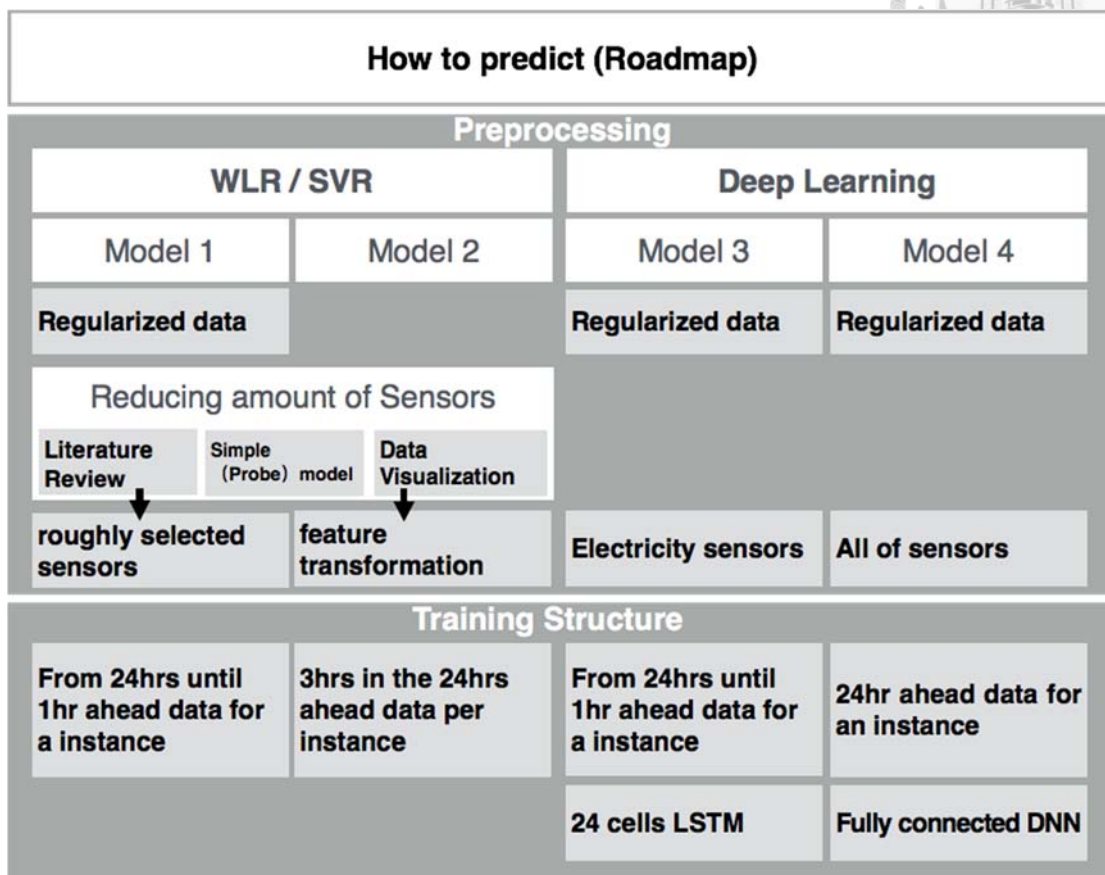 How to predict (Roadmap)
Preprocessing
WLR / SVR
Deep Learning
Model 1
Model 2
Model 3
Model 4
Regularized data
Regularized data
Regularized data
Reducing amount of Sensors
Literature
Review
Simple
(Probe) model
Data
Visualization
roughly selected
sensors
feature
transformation
Electricity sensors
All of sensors
Training Structure
From 24hrs until
1hr ahead data for
a instance
3hrs in the 24hrs
ahead data per
instance
From 24hrs until
1hr ahead data for
a instance
24hr ahead data for
an instance
24 cells LSTM
Fully connected DNN